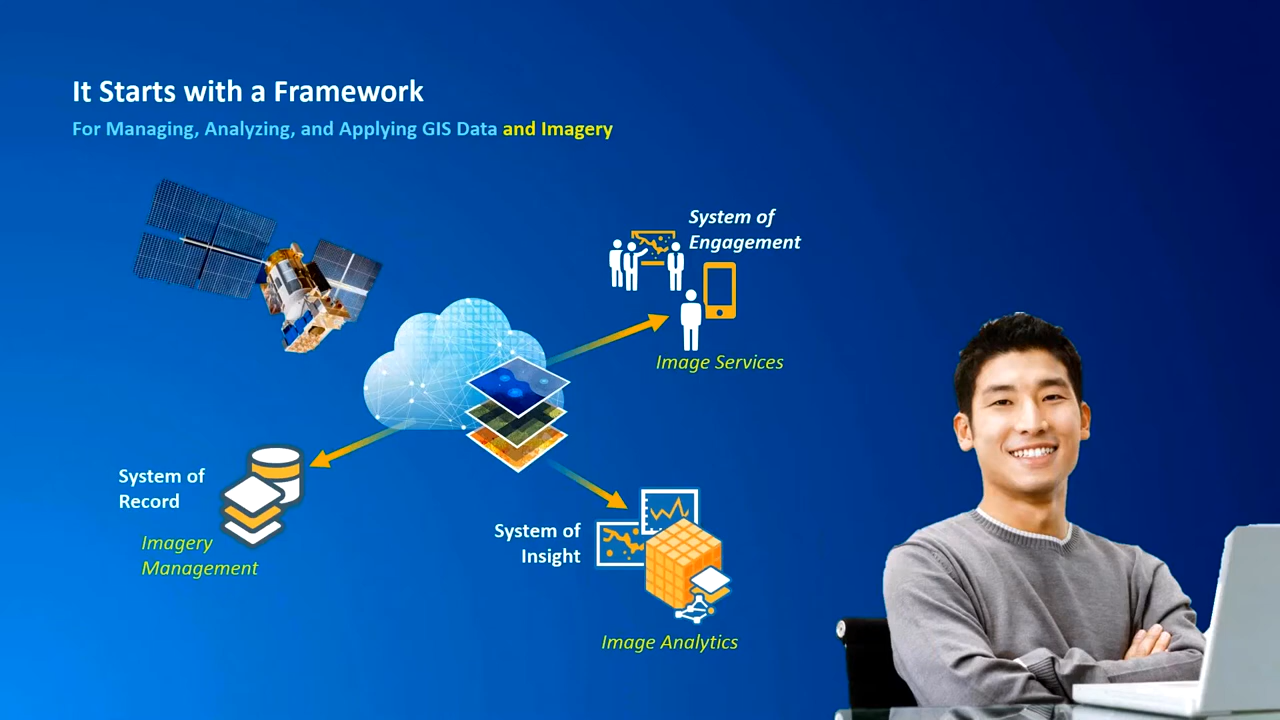 It Starts with a Framework
For Managing, Analyzing, and Applying GIS Data and Imagery
System of
Engagement
Image Services
System of
Record
Imagery
Management
System of
Insight
Image Analytics